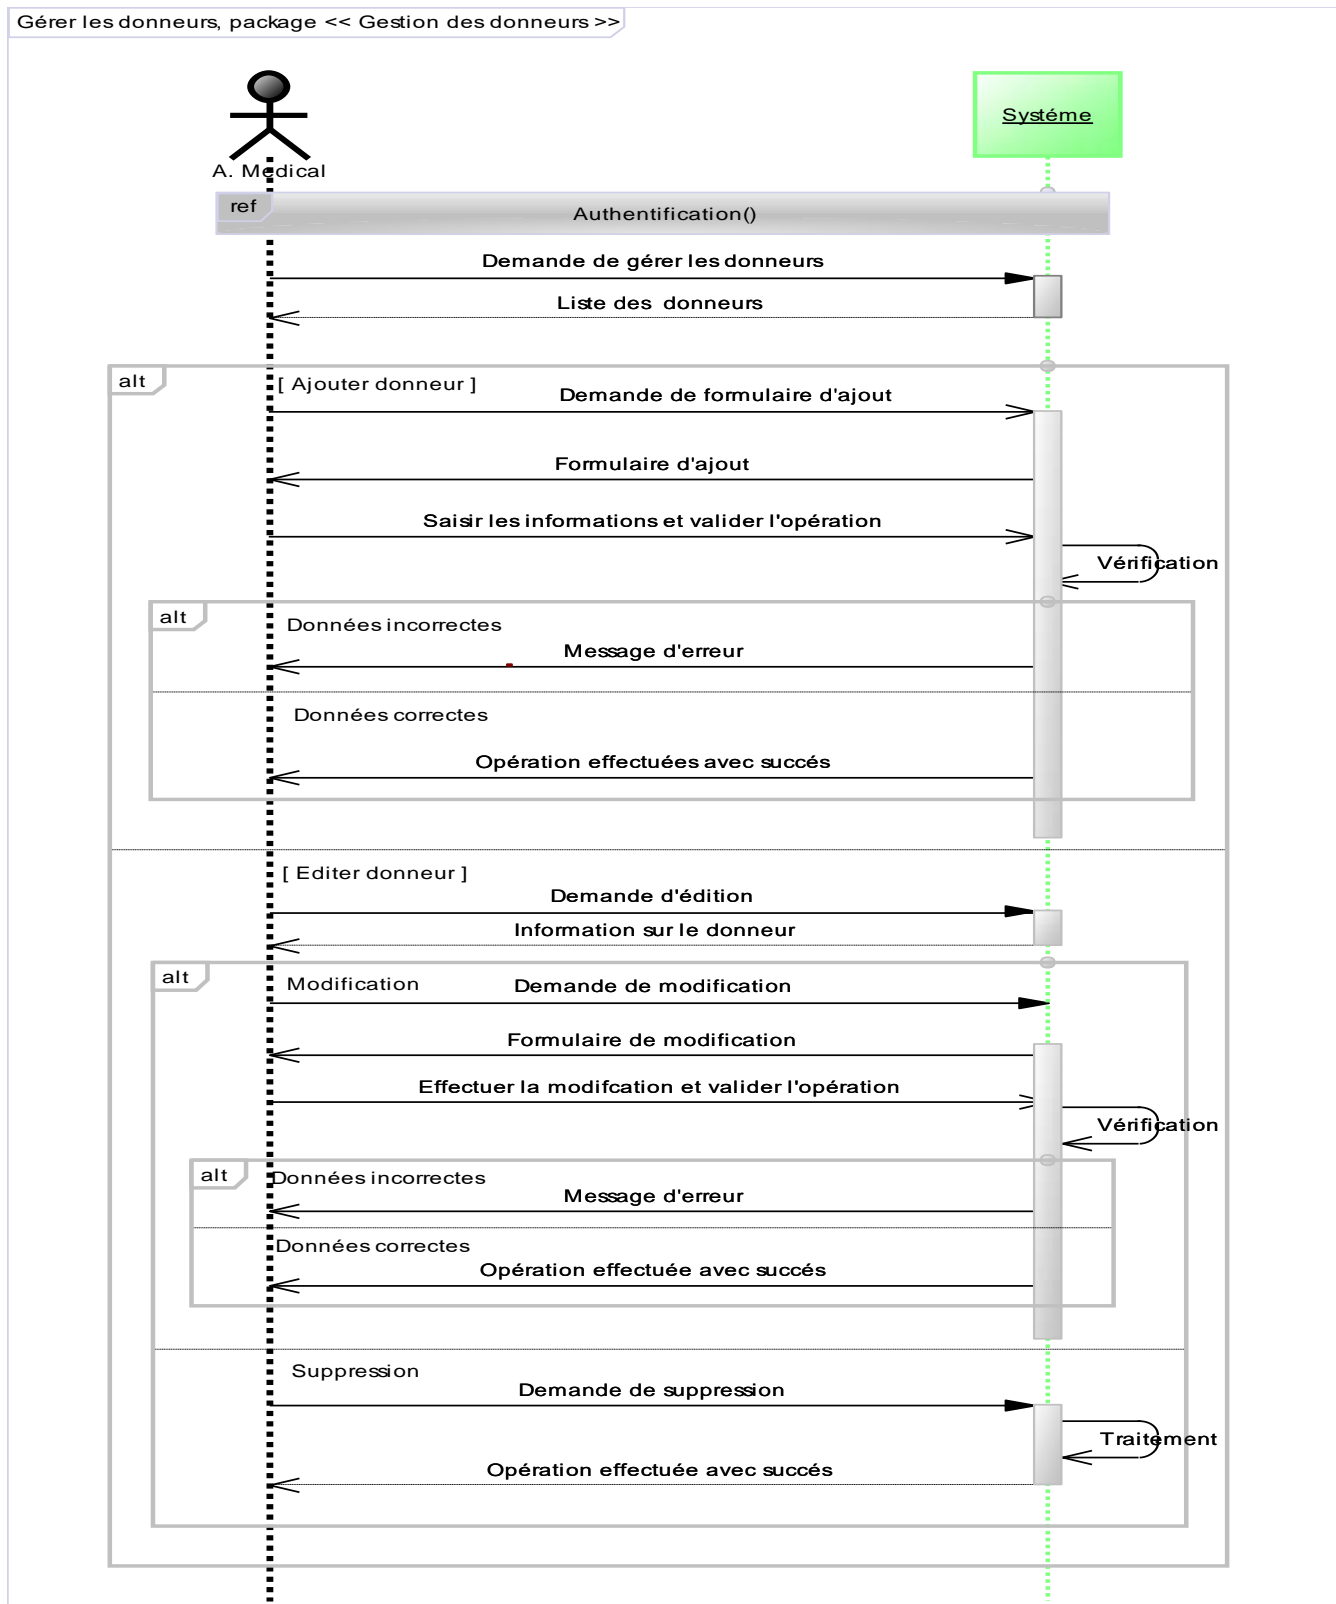 Gérer les donneurs, package << Gestion des donneurs >>
Systéme
A. Medical
ref
Authentification()
Demande de gérer les donneurs
Liste des donneurs
alt
[ Ajouter donneur ]
Demande de formulaire d'ajout
Formulaire d'ajout
Saisir les informations et valider l'opération
Vérification
alt
Données incorrectes
Message d'erreur
Données correctes
Opération effectuées avec succés
[ Editer donneur ]
Demande d'édition
Information sur le donneur
alt
Modification
Demande de modification
Formulaire de modification
Effectuer la modifcation et valider l'opération
Vérification
alt
Données incorrectes
Message d'erreur
Données correctes
Opération effectuée avec succés
Suppression
Demande de suppression
Traitement
Opération effectuée avec succés